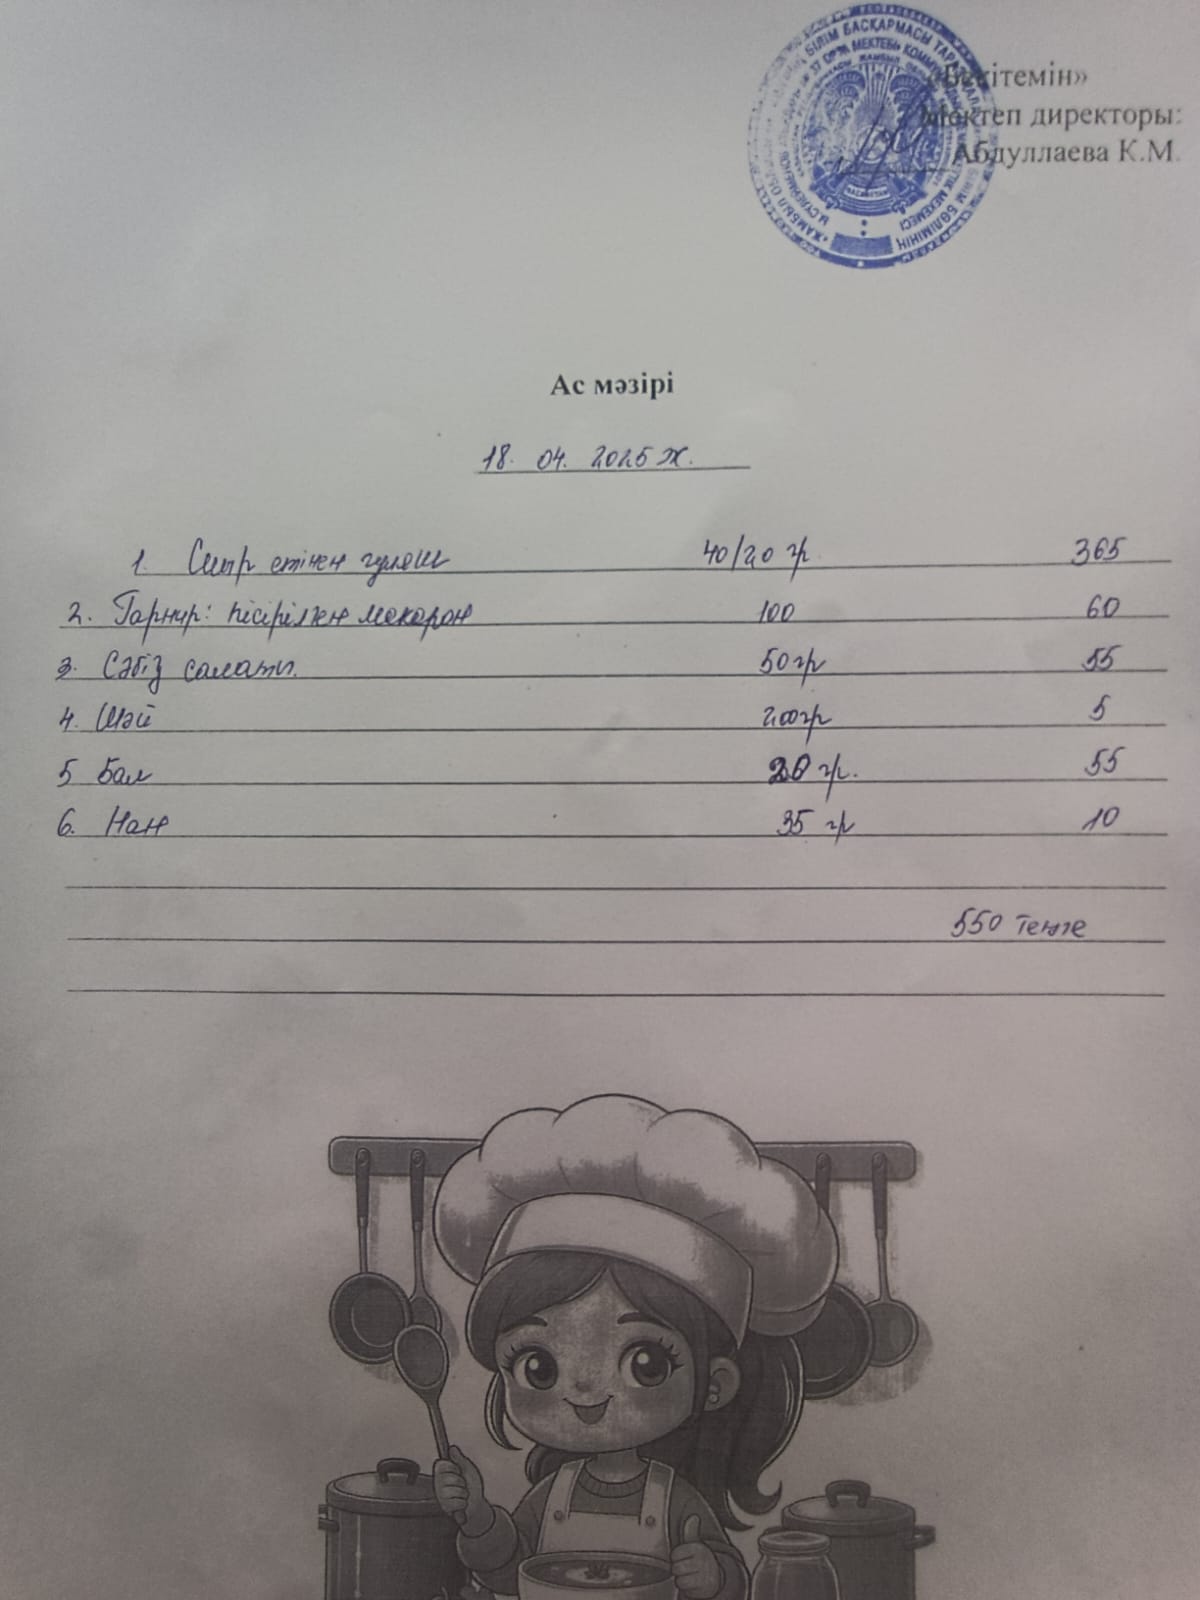 «Бекітемін»
Мектеп директоры:
Абдуллаева К.М.
Ас мәзірі
18. 04. 2025 ж.
1. Сиыр етінен гуляш 40/20 гр 365
2. Гарнир: пісірілген макарон 100 60
3. Сәбіз салаты. 50 гр 55
4. Шәй 200 гр 5
5 Бал 20 гр. 55
6. Нан 35 гр 10
550 теңге